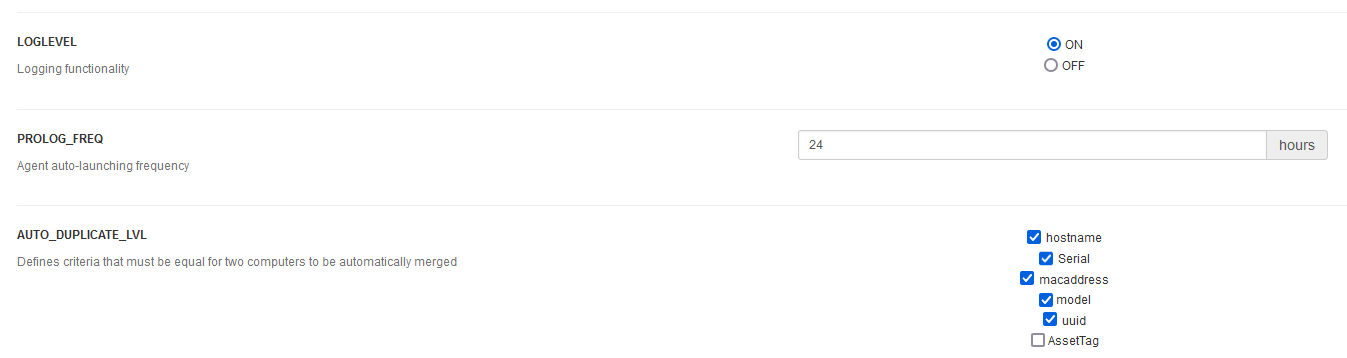 LOGLEVEL
ON
Logging functionality
OFF
PROLOG_FREQ
24 hours
Agent auto-launching frequency
AUTO_DUPLICATE_LVL
hostname
Defines criteria that must be equal for two computers to be automatically merged
Serial
macaddress
model
uuid
AssetTag